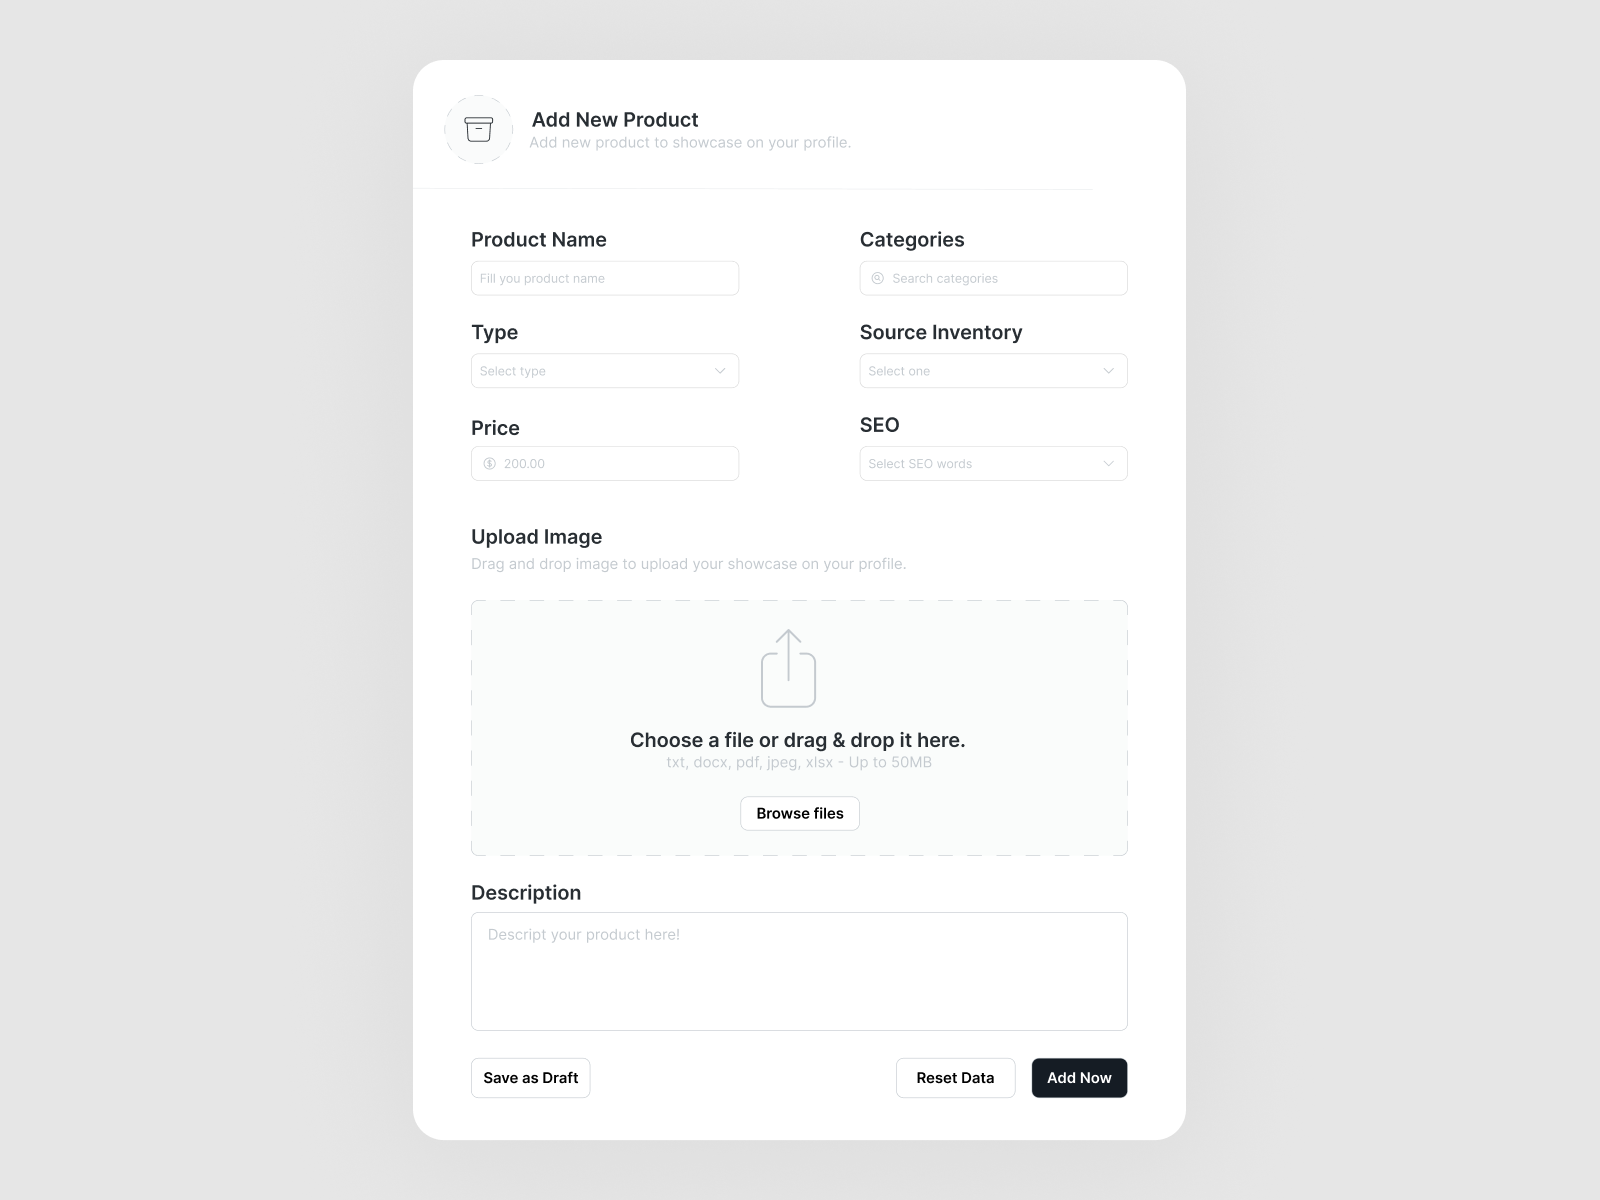 Add New Product
Add new product to showcase on your profile.
Product Name
Fill you product name
Categories
Search categories
Type
Select type
Source Inventory
Select one
Price
200.00
SEO
Select SEO words
Upload Image
Drag and drop image to upload your showcase on your profile.
Choose a file or drag & drop it here.
txt, docx, pdf, jpeg, xlsx - Up to 50MB
Browse files
Description
Descript your product here!
Save as Draft
Reset Data
Add Now